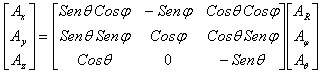 [A_x] = [Senθ Cosφ  − Senφ  Cosθ Cosφ] [A_R]
[A_y] = [Senθ Senφ  Cosφ  Cosθ Senφ] [A_φ]
[A_z] = [Cosθ  0  − Senθ] [A_θ]